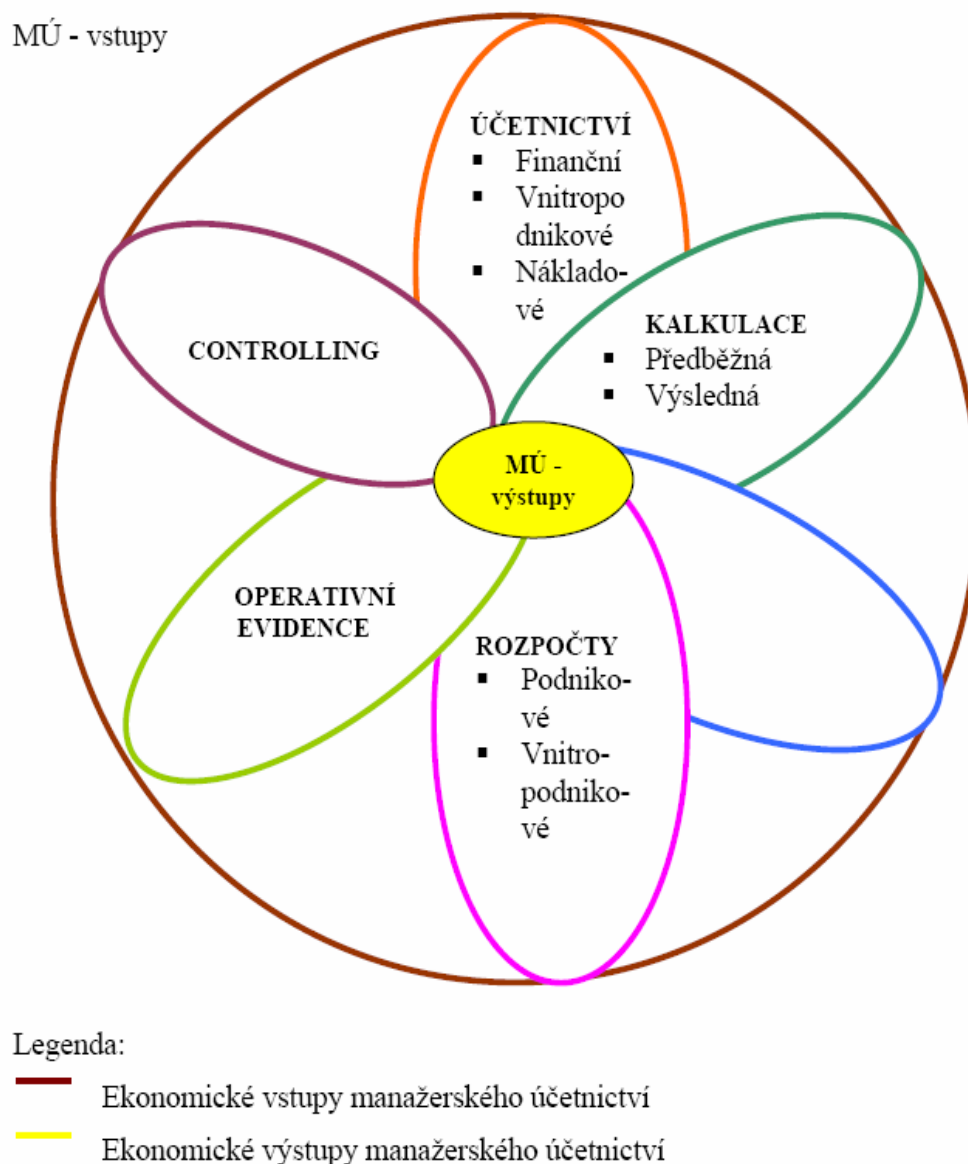 MÚ - vstupy
ÚČETNICTVÍ
▪ Finanční
▪ Vnitropo
dnikové
▪ Náklado-
vé
KALKULACE
▪ Předběžná
▪ Výsledná
CONTROLLING
MÚ -
výstupy
OPERATIVNÍ
EVIDENCE
ROZPOČTY
▪ Podniko-
vé
▪ Vnitro-
podniko-
vé
Legenda:
Ekonomické vstupy manažerského účetnictví
Ekonomické výstupy manažerského účetnictví